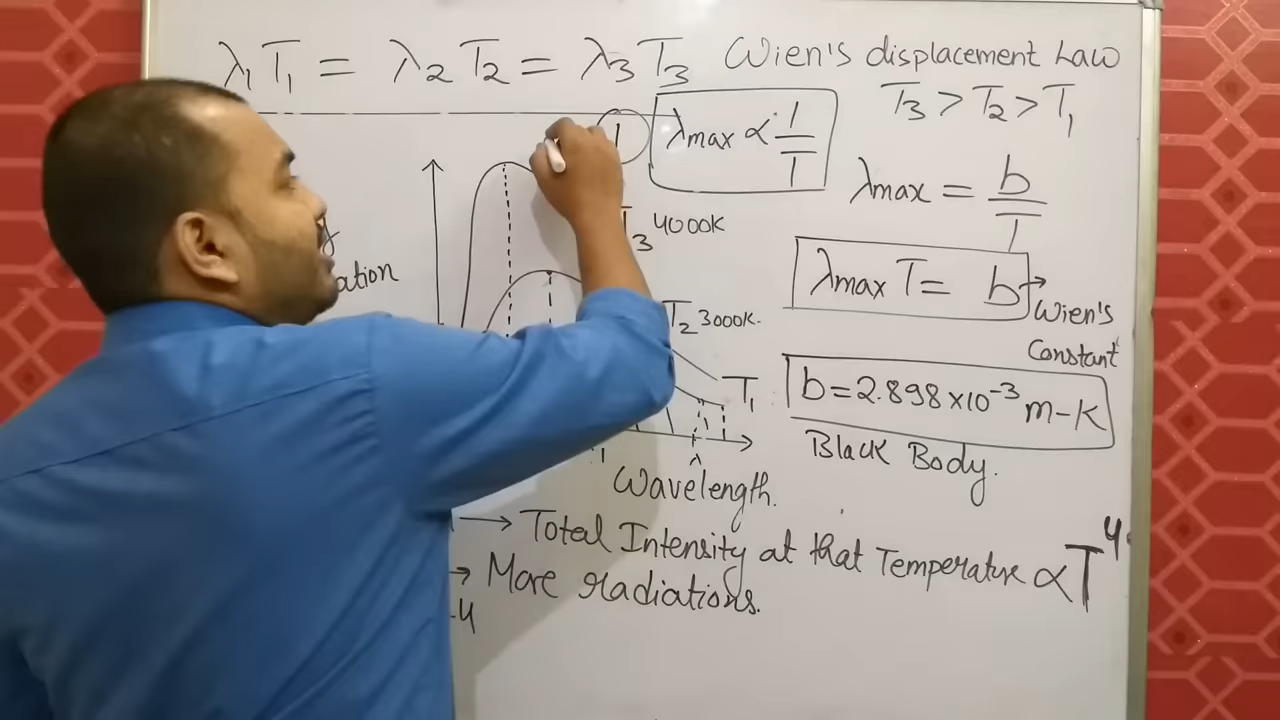 λ₁T₁ = λ₂T₂ = λ₃T₃ Wien's displacement Law
T₃ > T₂ > T₁
λmax ∝ 1/T
λmax = b/T
T₃ 4000K
λmax T = b → Wien's
Constant
T₂ 3000K.
T₁
b = 2.898×10⁻³ m-K
Black Body.
Wavelength.
→ Total Intensity at that Temperature ∝ T⁴
→ More radiations.
-4